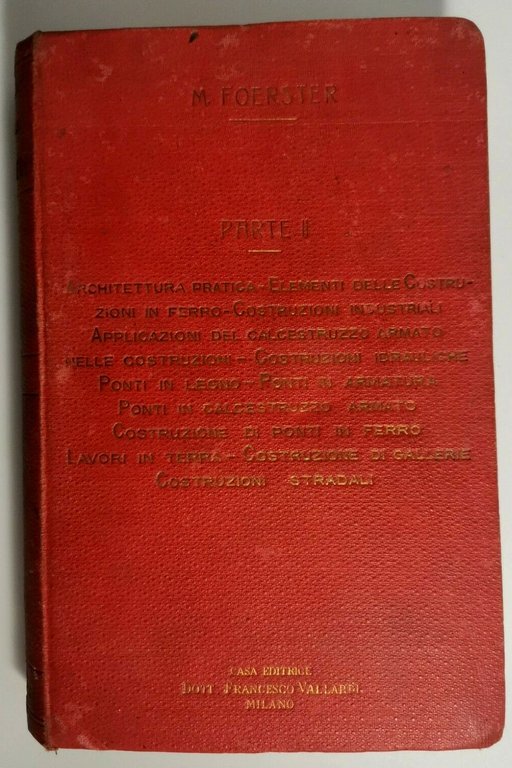 M. FOERSTER
PARTE II
ARCHITETTURA PRATICA - ELEMENTI DELLE COSTRU-
ZIONI IN FERRO - COSTRUZIONI INDUSTRIALI
APPLICAZIONI DEL CALCESTRUZZO ARMATO
NELLE COSTRUZIONI - COSTRUZIONI IDRAULICHE
PONTI IN LEGNO - PONTI IN ARMATURA
PONTI IN CALCESTRUZZO ARMATO
COSTRUZIONE DI PONTI IN FERRO
LAVORI IN TERRA - COSTRUZIONE DI GALLERIE
COSTRUZIONI STRADALI
CASA EDITRICE
DOTT. FRANCESCO VALLARDI
MILANO